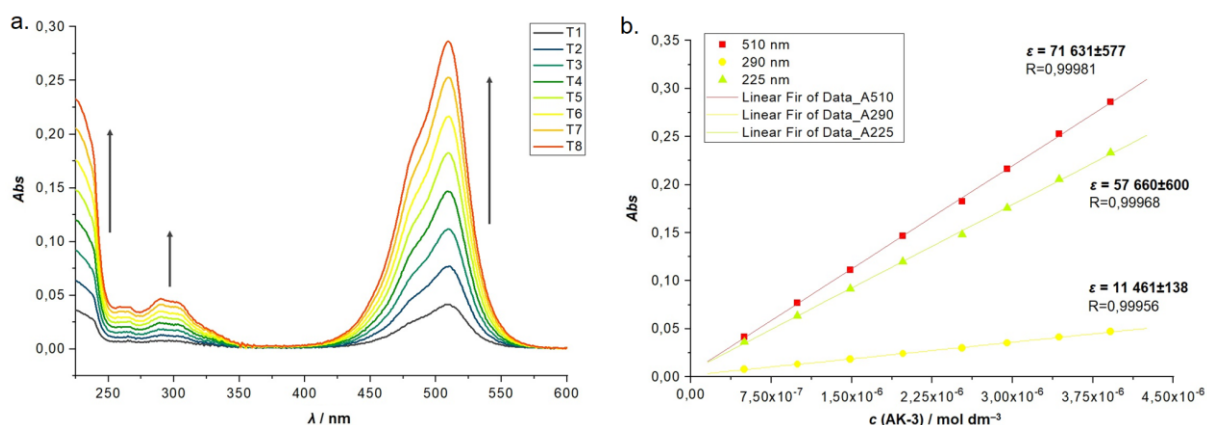 a.
Abs
0,30
0,25
0,20
0,15
0,10
0,05
0,00
250 300 350 400 450 500 550 600
λ / nm
T1
T2
T3
T4
T5
T6
T7
T8
b.
Abs
0,35
0,30
0,25
0,20
0,15
0,10
0,05
0,00
0,00 7,50x10⁻⁷ 1,50x10⁻⁶ 2,25x10⁻⁶ 3,00x10⁻⁶ 3,75x10⁻⁶ 4,50x10⁻⁶
c (AK-3) / mol dm⁻³
510 nm
290 nm
225 nm
Linear Fir of Data_A510
Linear Fir of Data_A290
Linear Fir of Data_A225
ε = 71 631±577
R=0,99981
ε = 57 660±600
R=0,99968
ε = 11 461±138
R=0,99956